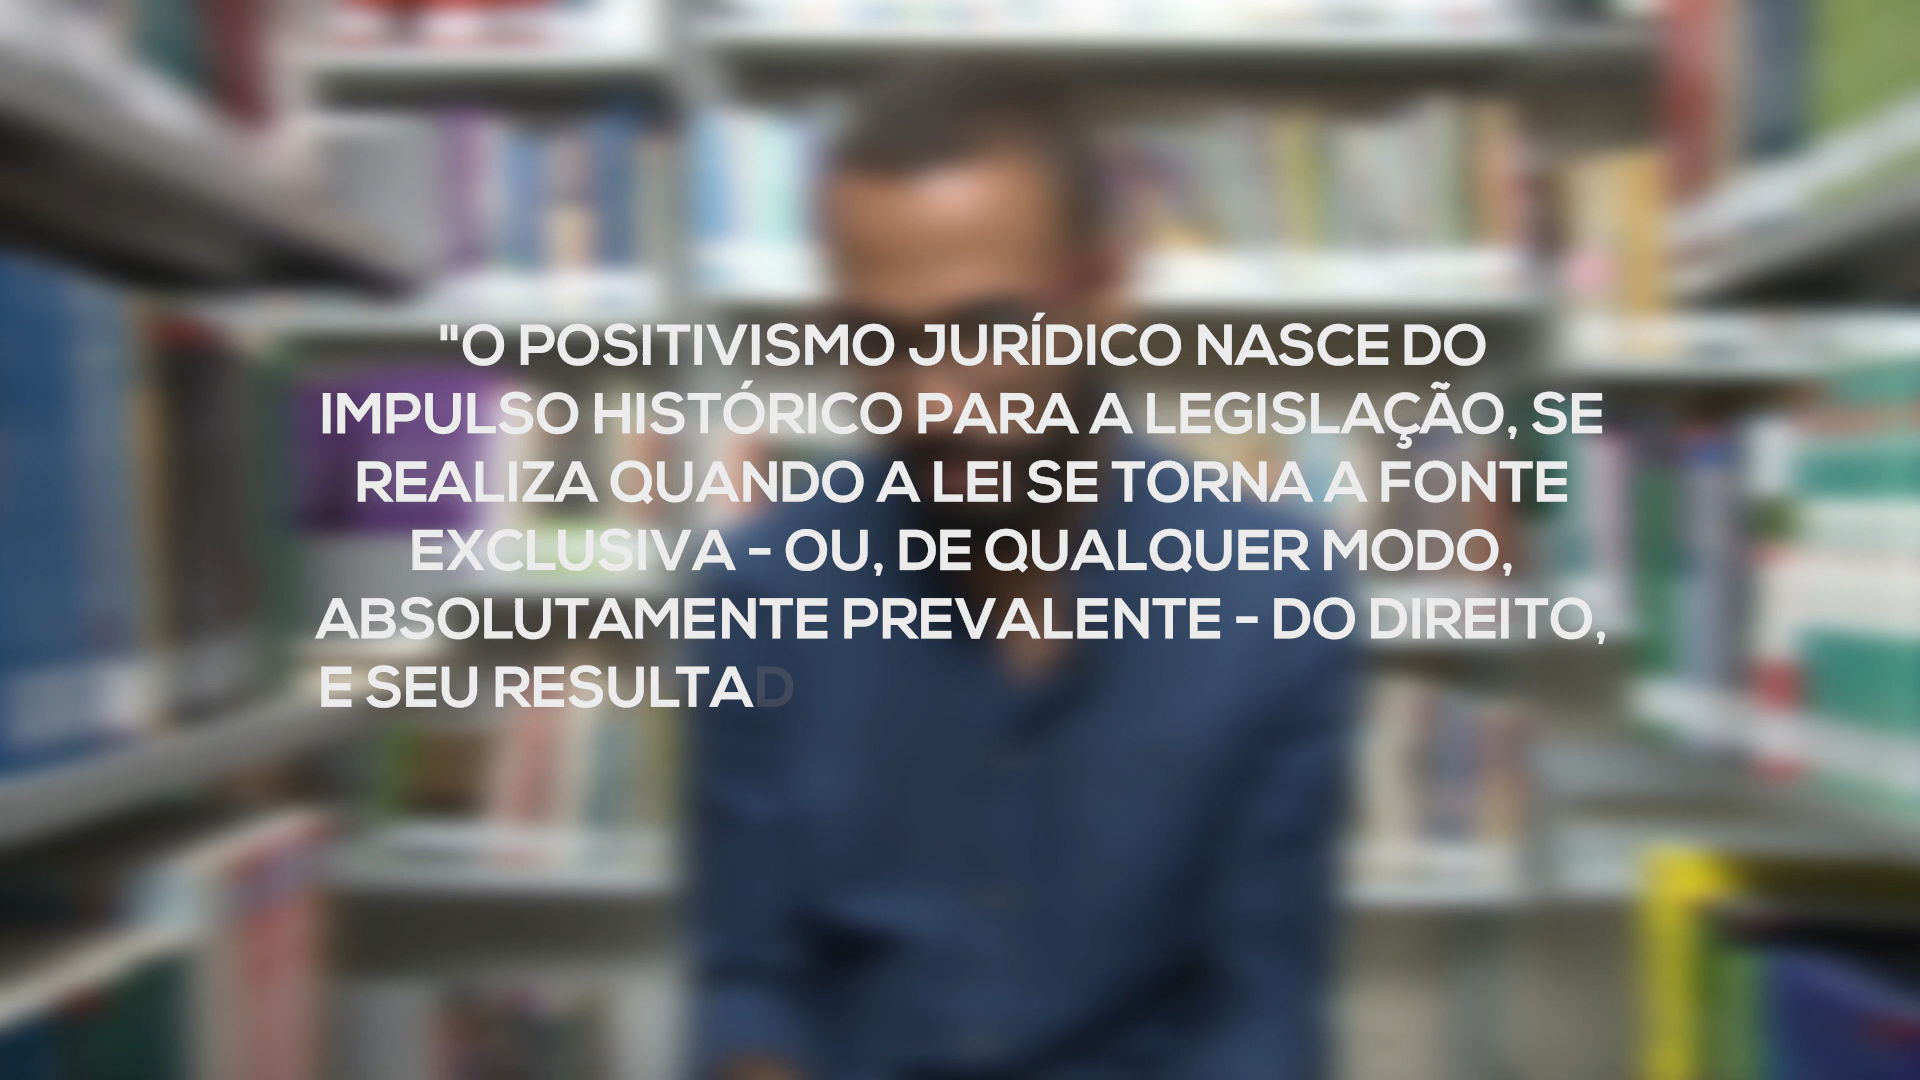 "O POSITIVISMO JURÍDICO NASCE DO
IMPULSO HISTÓRICO PARA A LEGISLAÇÃO, SE
REALIZA QUANDO A LEI SE TORNA A FONTE
EXCLUSIVA - OU, DE QUALQUER MODO,
ABSOLUTAMENTE PREVALENTE - DO DIREITO,
E SEU RESULTAD